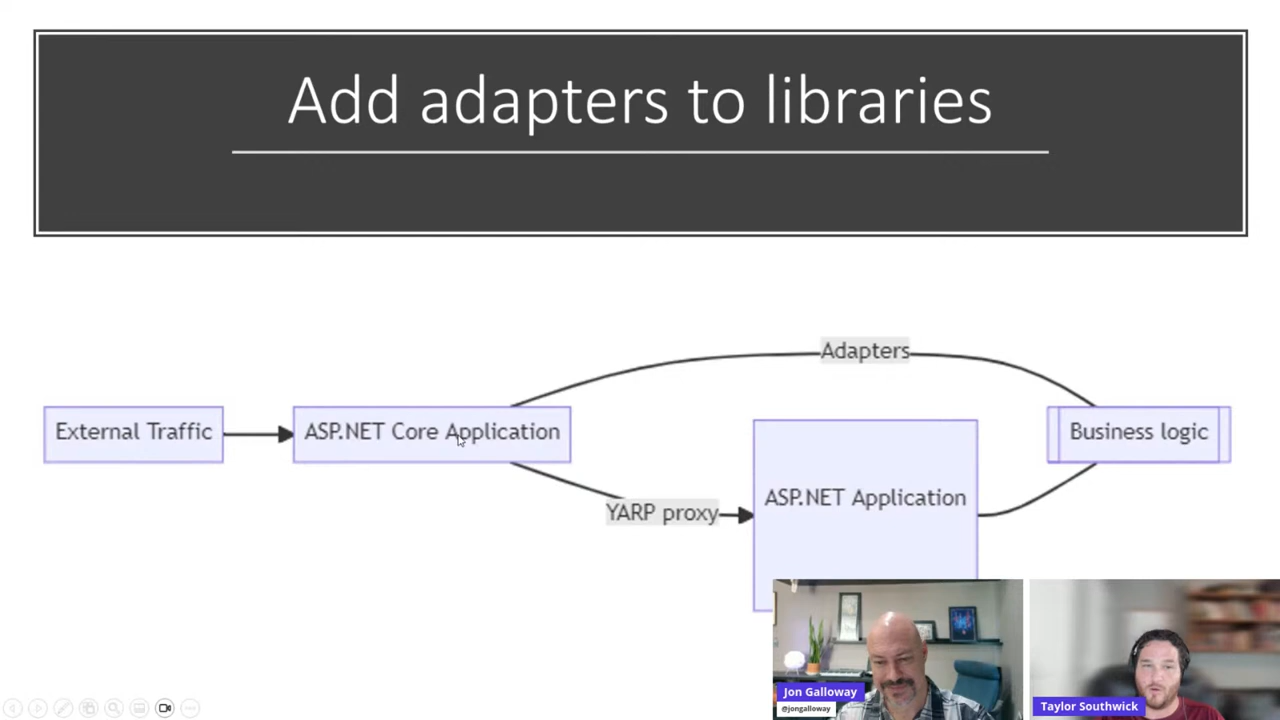 Add adapters to libraries
Adapters
External Traffic
ASP.NET Core Application
Business logic
ASP.NET Application
YARP proxy
Jon Galloway
@jongalloway
Taylor Southwick